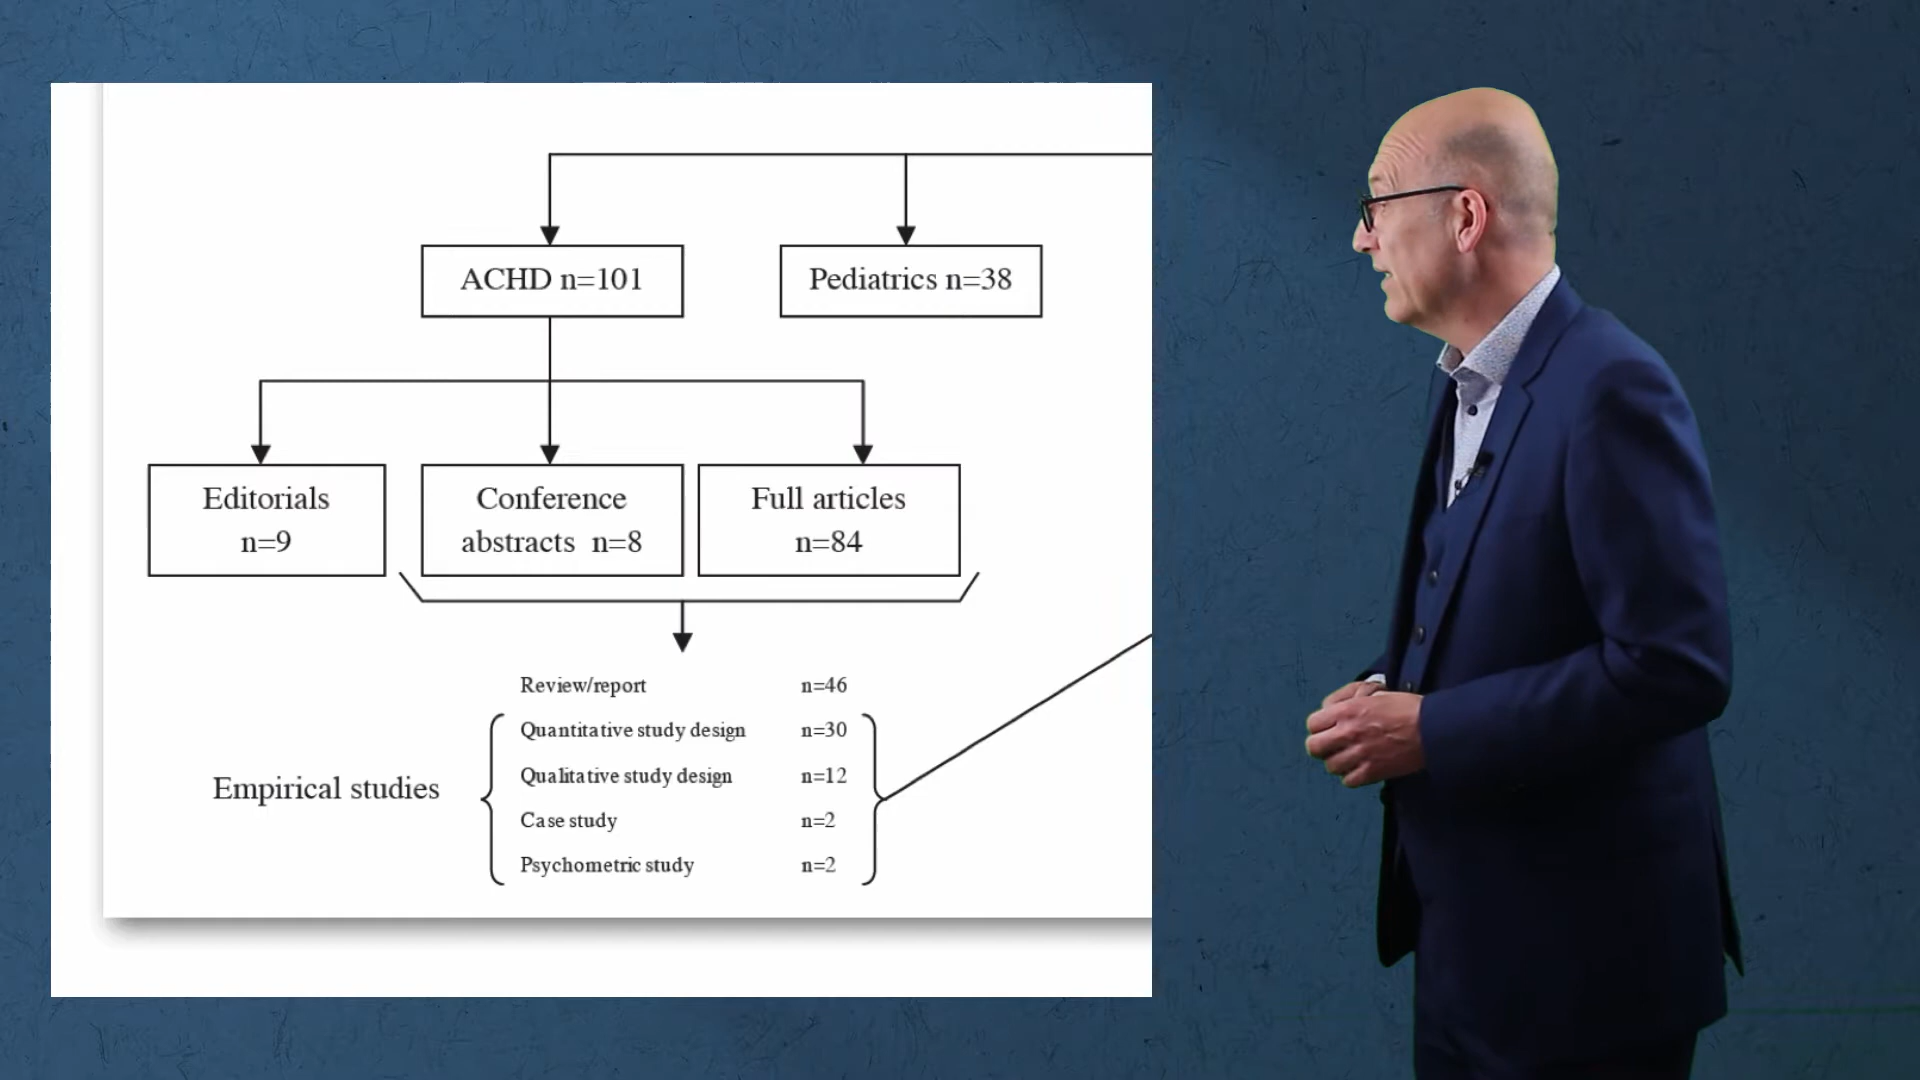 ACHD n=101
Pediatrics n=38
Editorials
n=9
Conference
abstracts n=8
Full articles
n=84
Review/report n=46
Quantitative study design n=30
Empirical studies
Qualitative study design n=12
Case study n=2
Psychometric study n=2